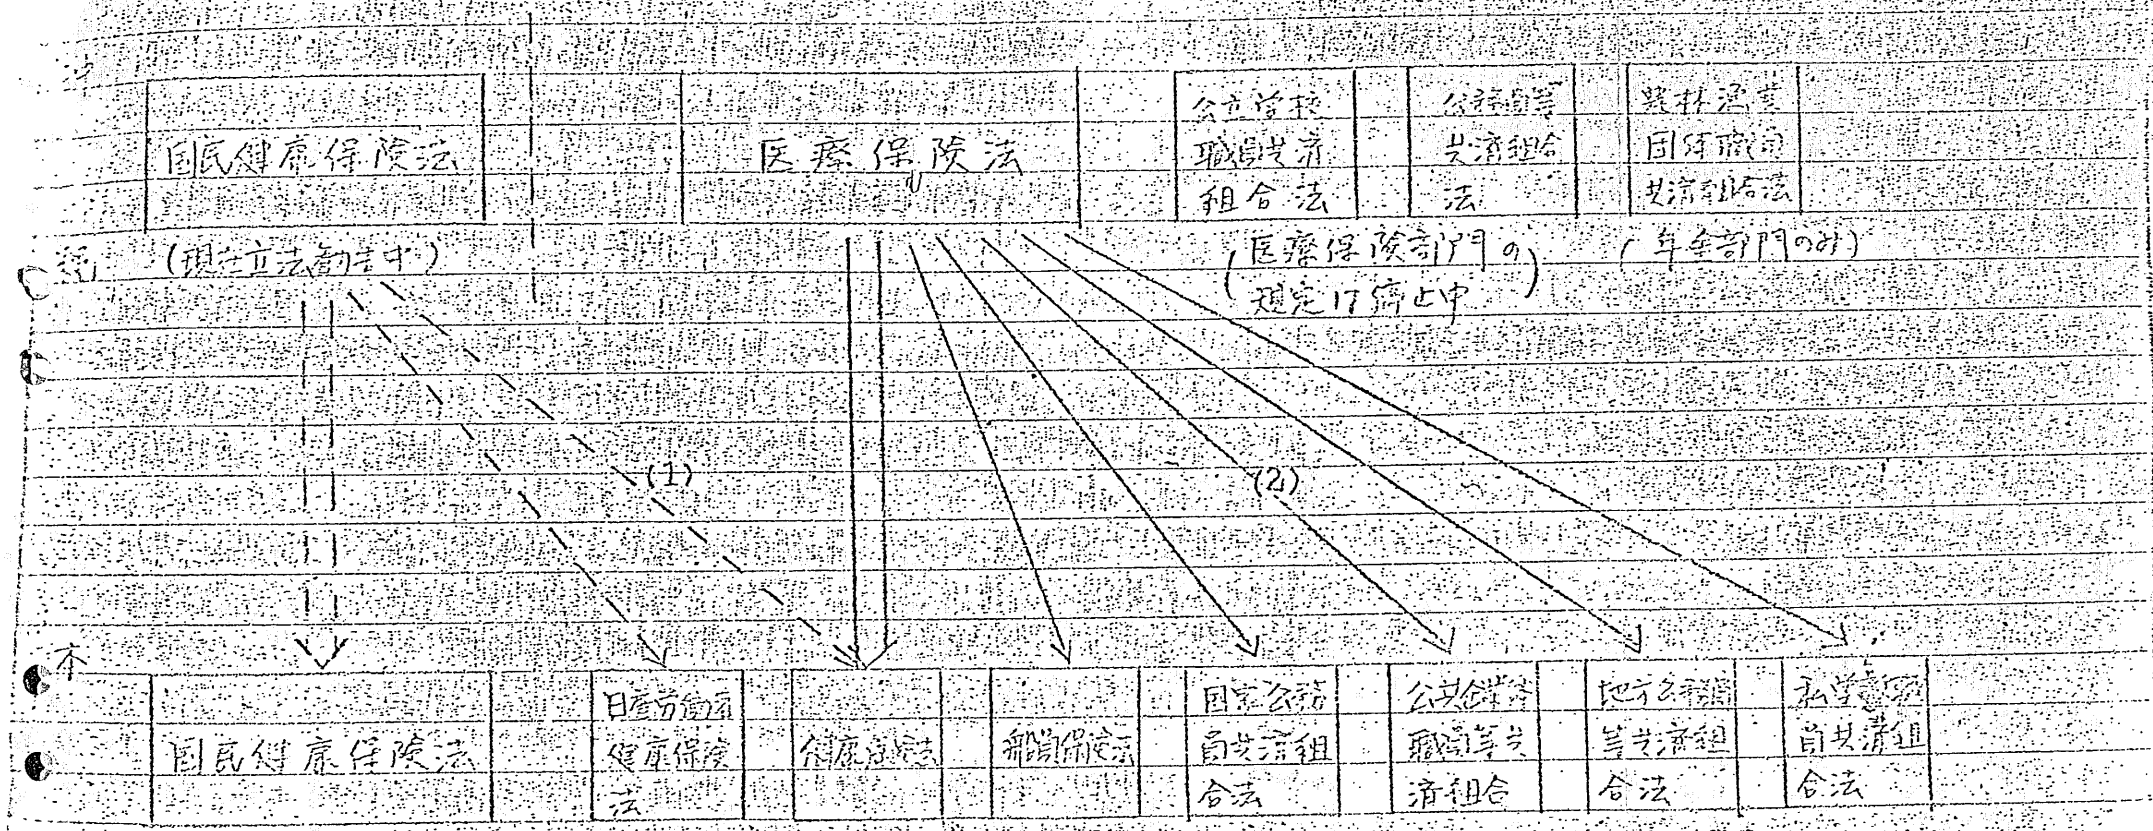 国民健康保険法
医療保険法
公立学校
職員共済
組合法
公務員等
共済組合
法
農林漁業
団体職員
共済組合法
(現在立法勧告中)
(医療保険部門の
規定は停止中)
(年金部門のみ)
(1)
(2)
本
国民健康保険法
日雇労働者
健康保険
法
健康保険法
船員保険法
国家公務
員共済組
合法
公共企業体
職員等共
済組合
地方公務員
等共済組
合法
私学教職
員共済組
合法